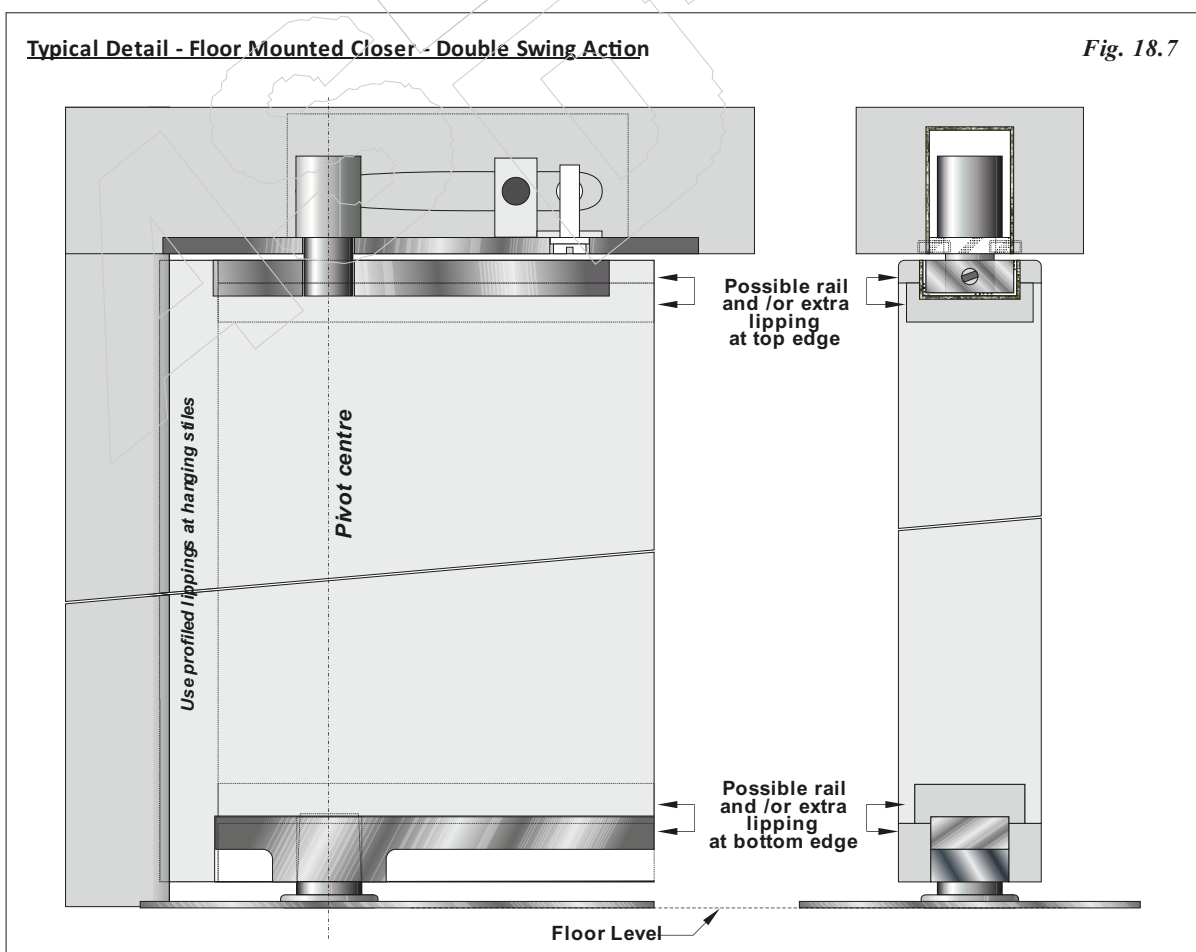 Typical Detail - Floor Mounted Closer - Double Swing Action
Fig. 18.7
Possible rail
and /or extra
lipping
at top edge
Use profiled lippings at hanging stiles
Pivot centre
Possible rail
and /or extra
lipping
at bottom edge
Floor Level